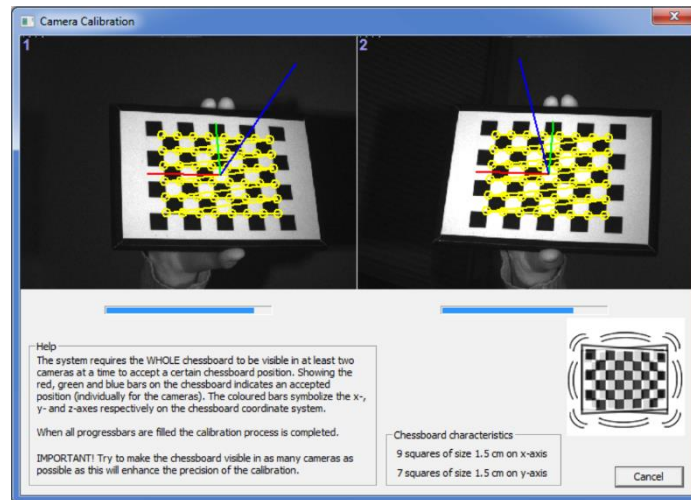 Camera Calibration
1
2
Help
The system requires the WHOLE chessboard to be visible in at least two
cameras at a time to accept a certain chessboard position. Showing the
red, green and blue bars on the chessboard indicates an accepted
position (individually for the cameras). The coloured bars symbolize the x-,
y- and z-axes respectively on the chessboard coordinate system.
When all progressbars are filled the calibration process is completed.
IMPORTANT! Try to make the chessboard visible in as many cameras as
possible as this will enhance the precision of the calibration.
Chessboard characteristics
9 squares of size 1.5 cm on x-axis
7 squares of size 1.5 cm on y-axis
Cancel